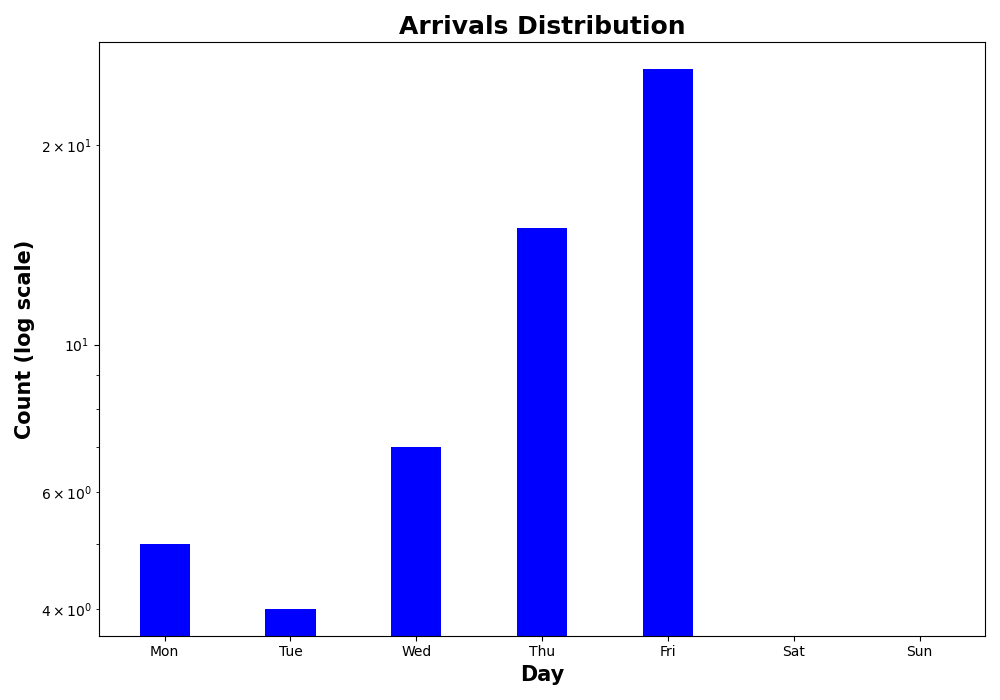 Arrivals Distribution
Count (log scale)
2 × 10¹
10¹
6 × 10⁰
4 × 10⁰
Mon Tue Wed Thu Fri Sat Sun
Day